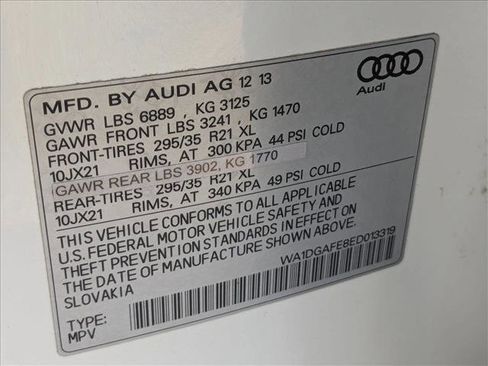 MFD. BY AUDI AG 12 13
GVWR LBS 6889 , KG 3125
GAWR FRONT LBS 3241, KG 1470
FRONT-TIRES 295/35 R21 XL
10JX21 RIMS, AT 300 KPA 44 PSI COLD
GAWR REAR LBS 3902, KG 1770
REAR-TIRES 295/35 R21 XL
10JX21 RIMS, AT 340 KPA 49 PSI COLD
THIS VEHICLE CONFORMS TO ALL APPLICABLE
U.S. FEDERAL MOTOR VEHICLE SAFETY AND
THEFT PREVENTION STANDARDS IN EFFECT ON
THE DATE OF MANUFACTURE SHOWN ABOVE.
SLOVAKIA
WA1DGAFE8ED013319
TYPE:
MPV
Audi